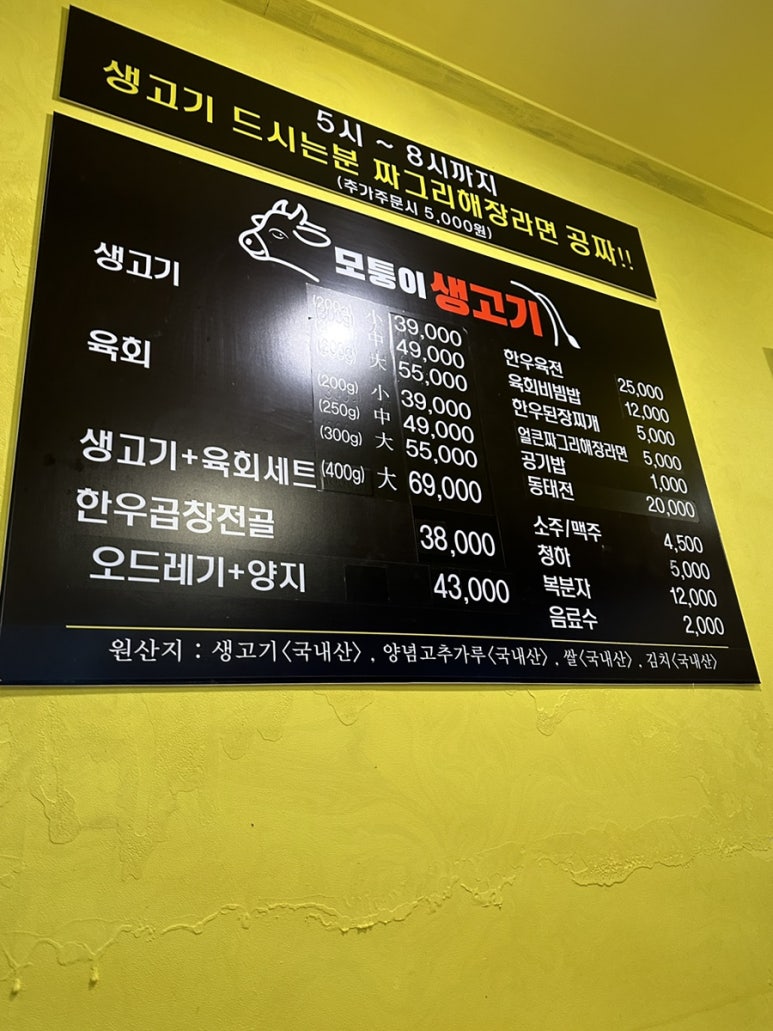 5시 ~ 8시까지
생고기 드시는분 짜그리해장라면 공짜!!
(추가주문시 5,000원)
모퉁이 생고기
생고기 (200g) 小 39,000
中 49,000
大 55,000
육회 (200g) 小 39,000
(250g) 中 49,000
(300g) 大 55,000
생고기+육회세트 (400g) 大 69,000
한우곱창전골 38,000
오드레기+양지 43,000
한우육전 25,000
육회비빔밥 12,000
한우된장찌개 5,000
얼큰짜그리해장라면 5,000
공기밥 1,000
동태전 20,000
소주/맥주 4,500
청하 5,000
복분자 12,000
음료수 2,000
원산지 : 생고기<국내산> , 양념고추가루<국내산> , 쌀<국내산> , 김치<국내산>